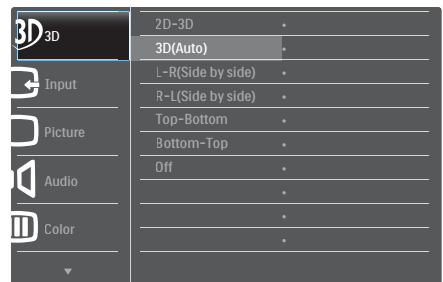 3D 3D
Input
Picture
Audio
Color
2D-3D
3D(Auto)
L-R(Side by side)
R-L(Side by side)
Top-Bottom
Bottom-Top
Off